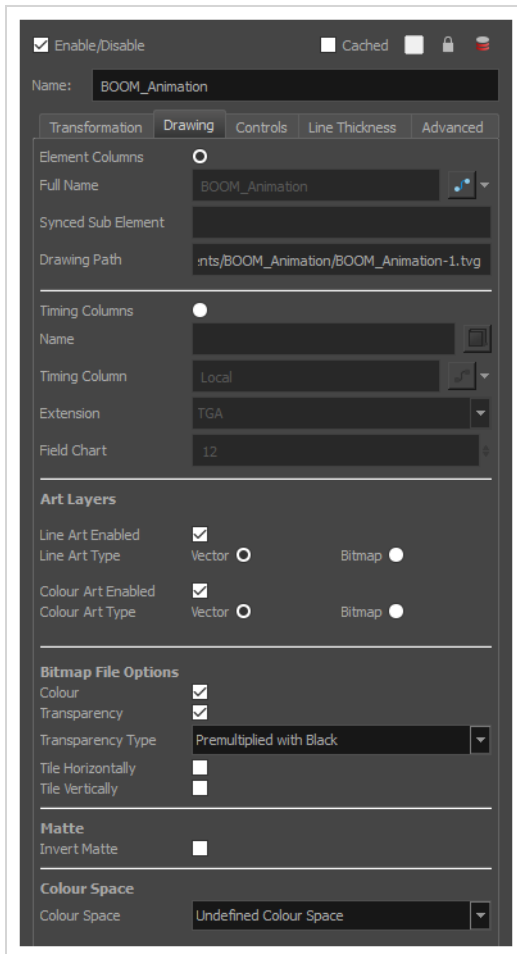 Enable/Disable Cached
Name: BOOM_Animation
Transformation Drawing Controls Line Thickness Advanced
Element Columns
Full Name BOOM_Animation
Synced Sub Element
Drawing Path ents/BOOM_Animation/BOOM_Animation-1.tvg
Timing Columns
Name
Timing Column Local
Extension TGA
Field Chart 12
Art Layers
Line Art Enabled
Line Art Type Vector Bitmap
Colour Art Enabled
Colour Art Type Vector Bitmap
Bitmap File Options
Colour
Transparency
Transparency Type Premultiplied with Black
Tile Horizontally
Tile Vertically
Matte
Invert Matte
Colour Space
Colour Space Undefined Colour Space